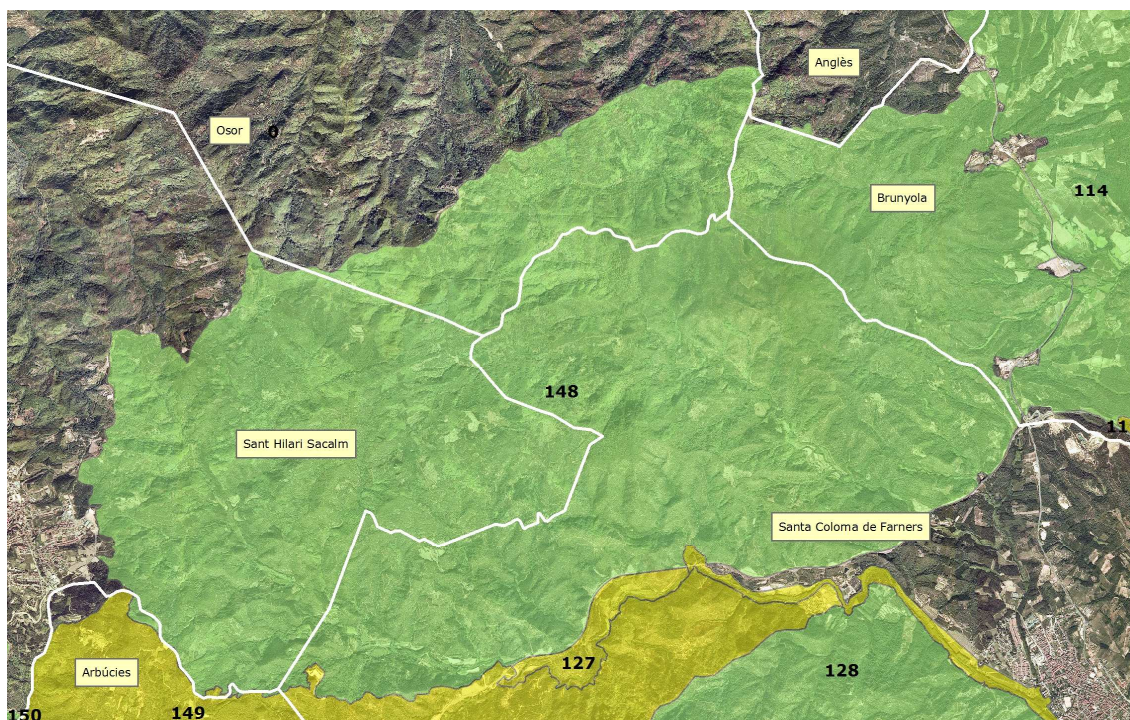 Anglès
Osor
0
114
Brunyola
148
11
Sant Hilari Sacalm
Santa Coloma de Farners
127
128
Arbúcies
149
150